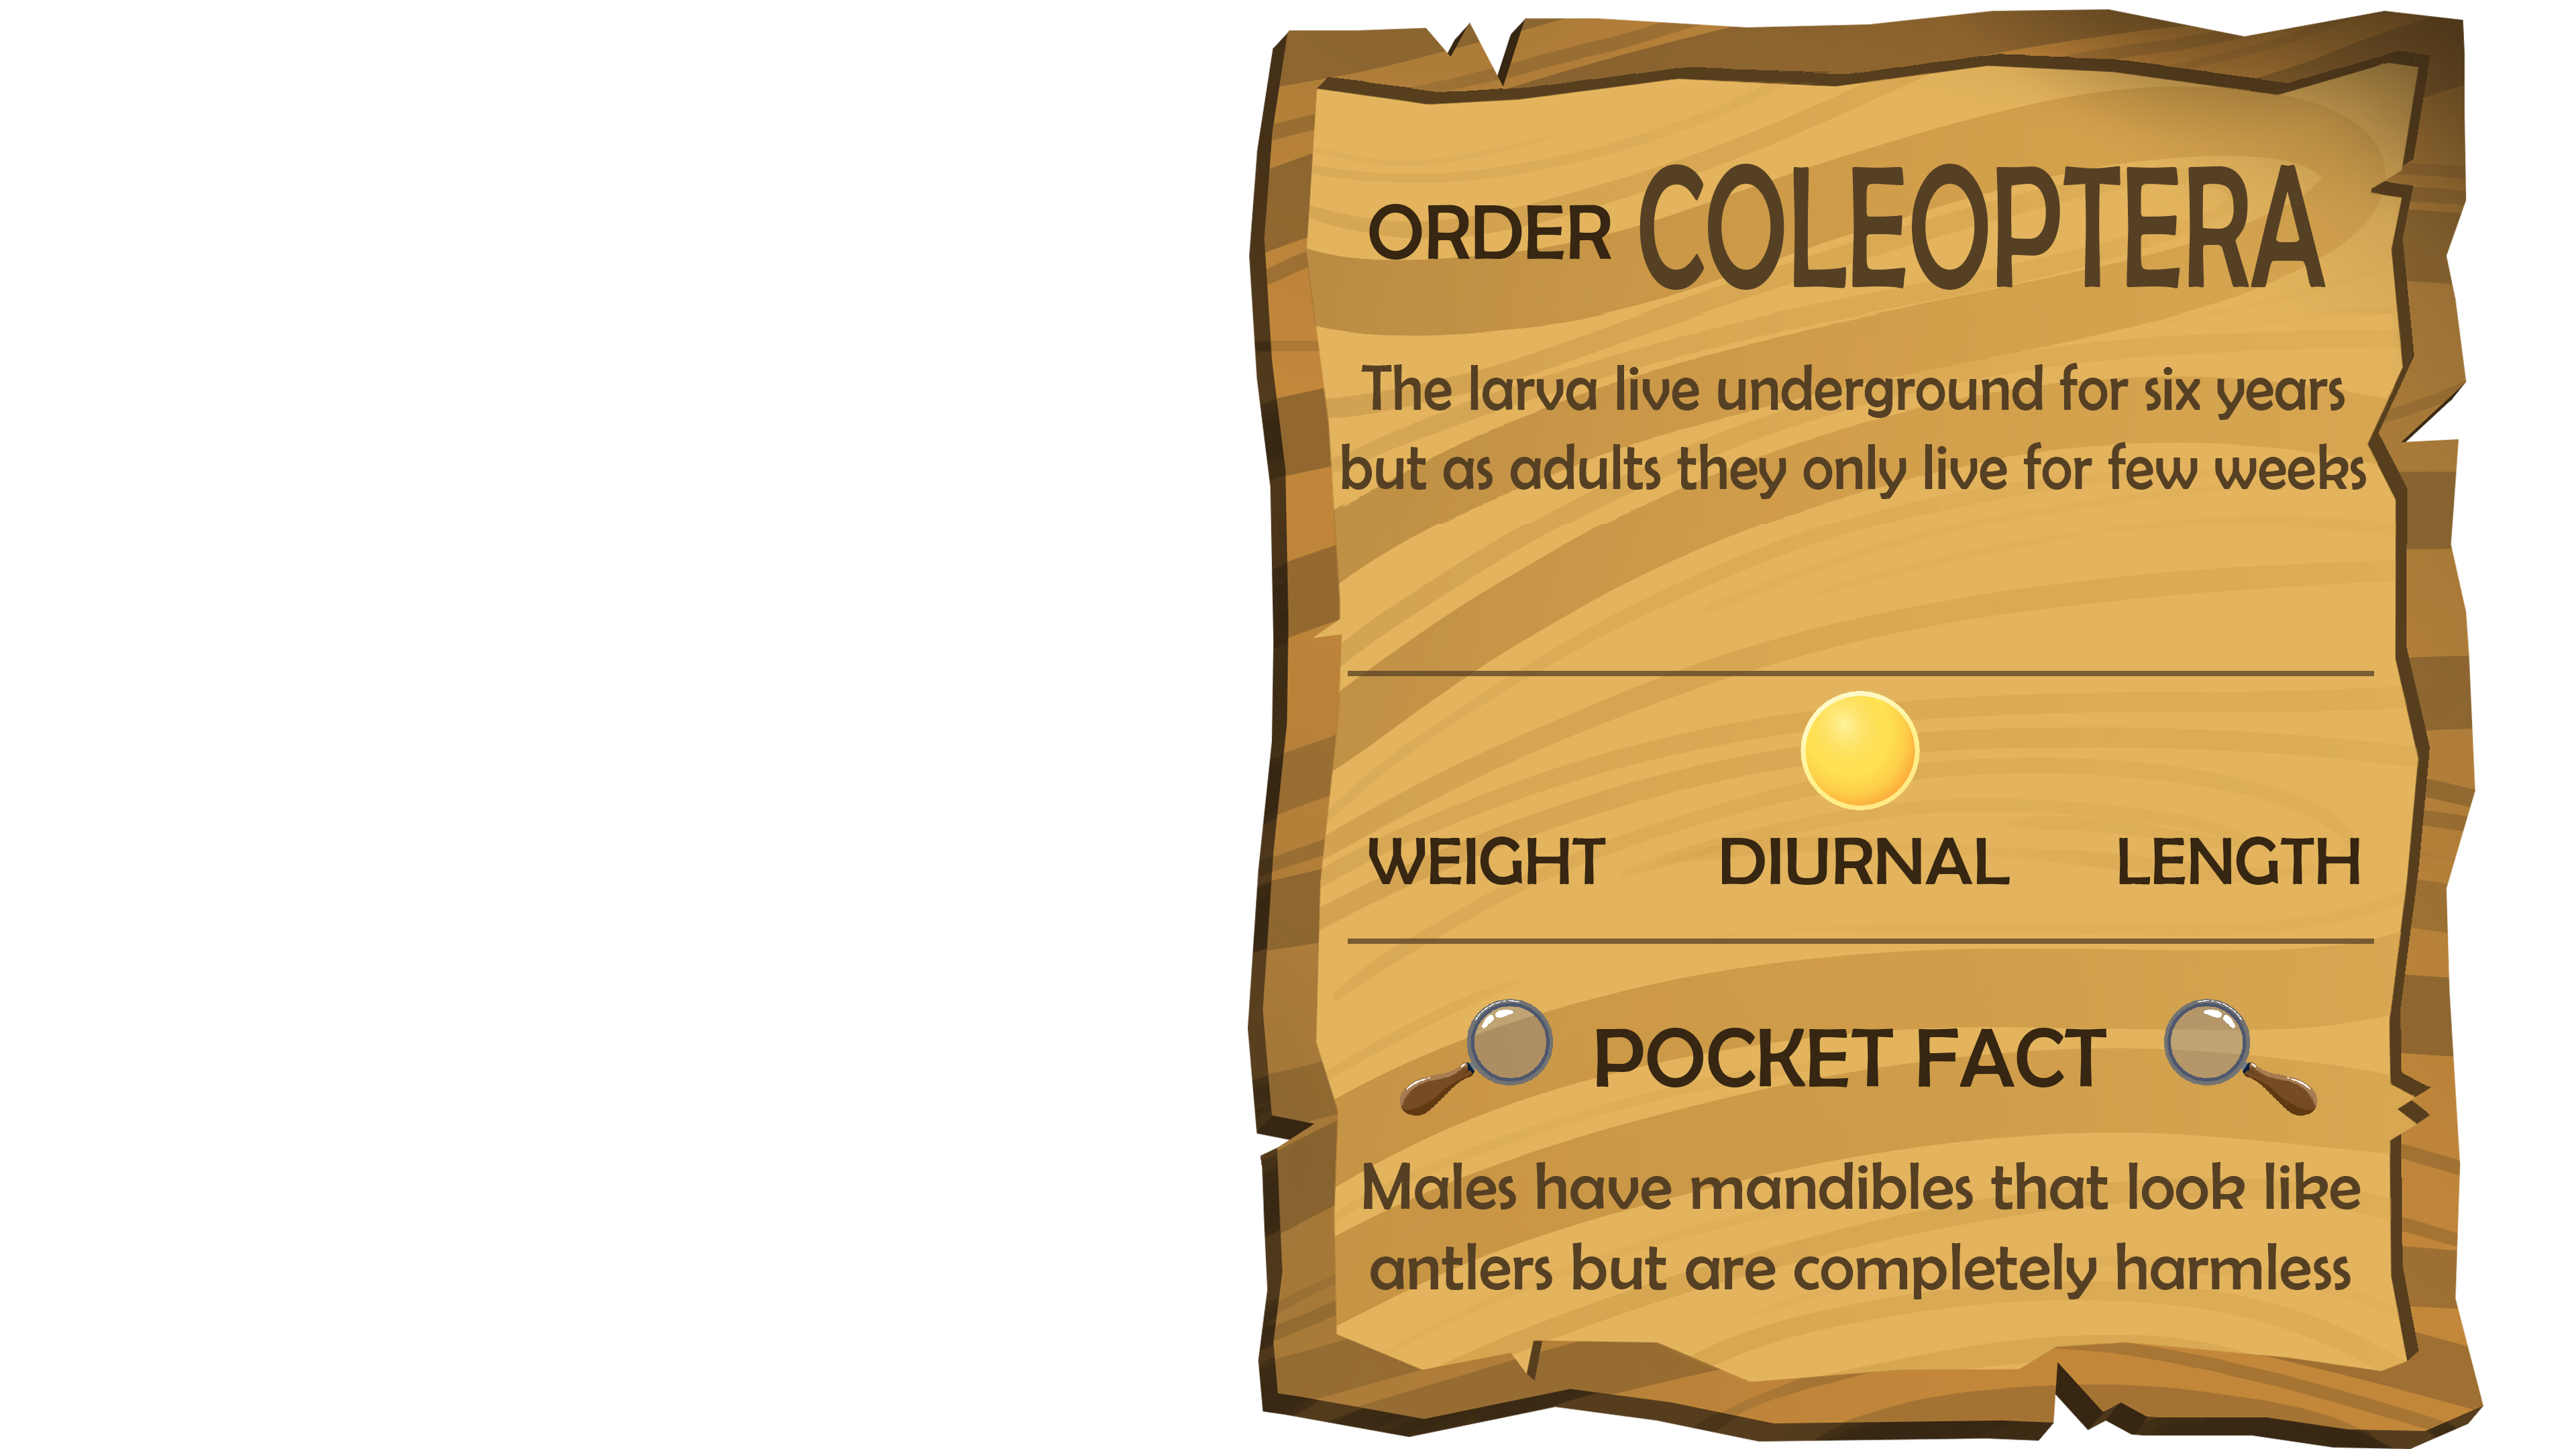 ORDER COLEOPTERA
The larva live underground for six years
but as adults they only live for few weeks
WEIGHT DIURNAL LENGTH
POCKET FACT
Males have mandibles that look like
antlers but are completely harmless